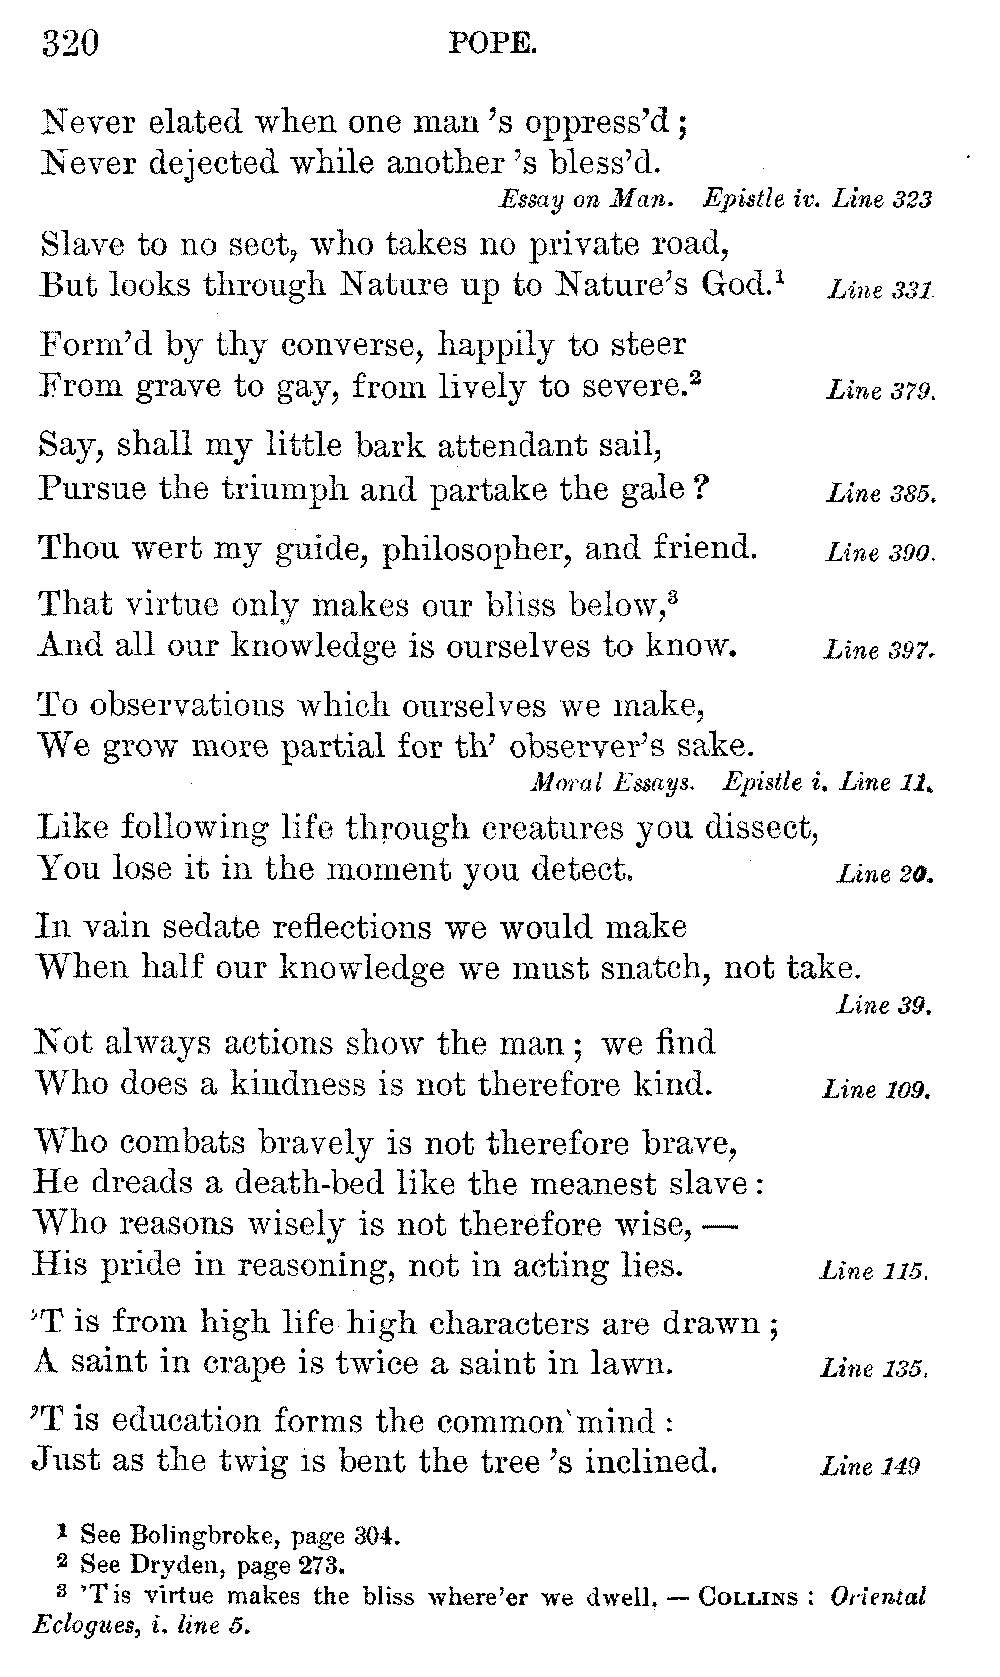 320 POPE.
Never elated when one man 's oppress'd ;
Never dejected while another 's bless'd.
Essay on Man. Epistle iv. Line 323
Slave to no sect, who takes no private road,
But looks through Nature up to Nature's God.¹ Line 331
Form'd by thy converse, happily to steer
From grave to gay, from lively to severe.² Line 379.
Say, shall my little bark attendant sail,
Pursue the triumph and partake the gale ? Line 385.
Thou wert my guide, philosopher, and friend. Line 390.
That virtue only makes our bliss below,³
And all our knowledge is ourselves to know. Line 397.
To observations which ourselves we make,
We grow more partial for th' observer's sake.
Moral Essays. Epistle i. Line 11.
Like following life through creatures you dissect,
You lose it in the moment you detect. Line 20.
In vain sedate reflections we would make
When half our knowledge we must snatch, not take.
Line 39.
Not always actions show the man ; we find
Who does a kindness is not therefore kind. Line 109.
Who combats bravely is not therefore brave,
He dreads a death-bed like the meanest slave :
Who reasons wisely is not therefore wise, —
His pride in reasoning, not in acting lies. Line 115.
'T is from high life high characters are drawn ;
A saint in crape is twice a saint in lawn. Line 135.
'T is education forms the common mind :
Just as the twig is bent the tree 's inclined. Line 149
¹ See Bolingbroke, page 304.
² See Dryden, page 273.
³ 'T is virtue makes the bliss where'er we dwell. — COLLINS : Oriental
Eclogues, i. line 5.